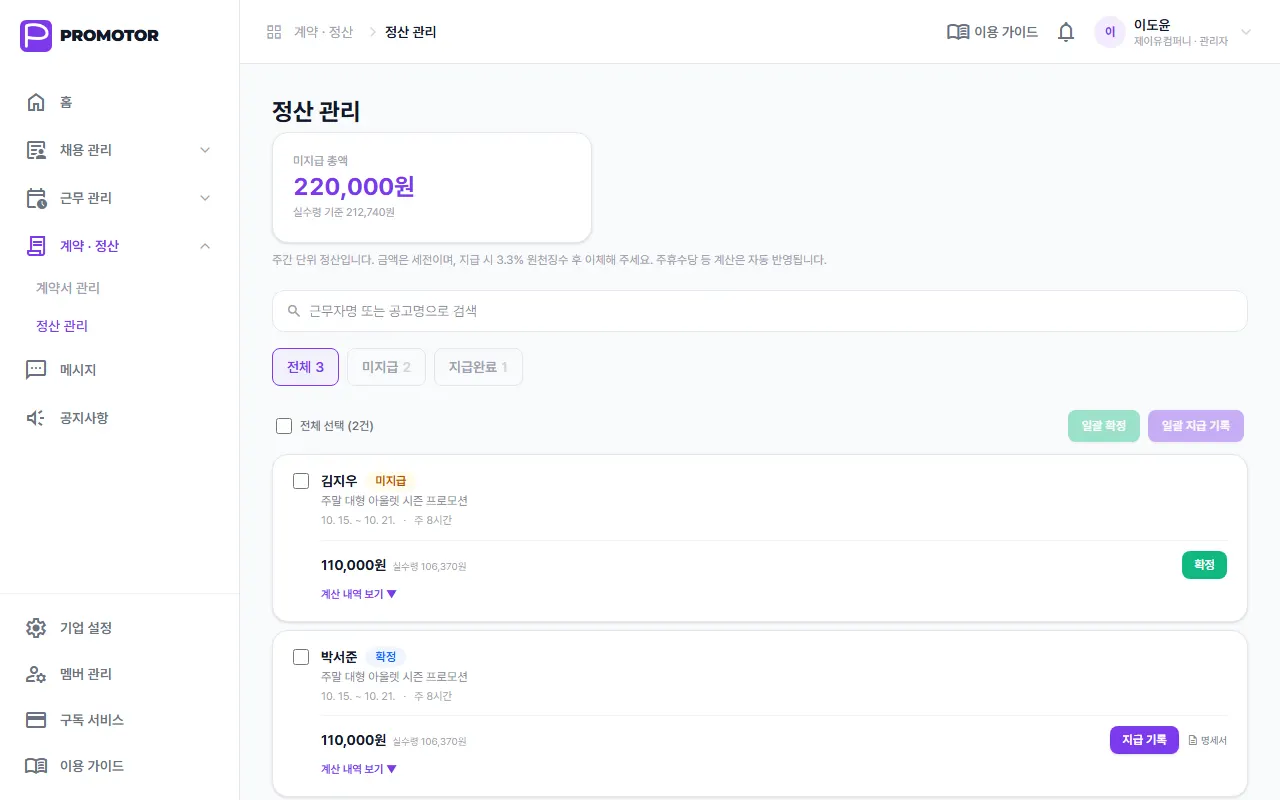 PROMOTOR
홈
채용 관리
근무 관리
계약 · 정산
계약서 관리
정산 관리
메시지
공지사항
기업 설정
멤버 관리
구독 서비스
이용 가이드
계약 · 정산
정산 관리
이용 가이드
이
이도윤
제이유컴퍼니 · 관리자
정산 관리
미지급 총액
220,000원
실수령 기준 212,740원
주간 단위 정산입니다. 금액은 세전이며, 지급 시 3.3% 원천징수 후 이체해 주세요. 주휴수당 등 계산은 자동 반영됩니다.
근무자명 또는 공고명으로 검색
전체 3
미지급 2
지급완료 1
전체 선택 (2건)
일괄 확정
일괄 지급 기록
김지우 미지급
주말 대형 아울렛 시즌 프로모션
10. 15. ~ 10. 21. · 주 8시간
110,000원 실수령 106,370원
확정
계산 내역 보기 ▼
박서준 확정
주말 대형 아울렛 시즌 프로모션
10. 15. ~ 10. 21. · 주 8시간
110,000원 실수령 106,370원
지급 기록
명세서
계산 내역 보기 ▼